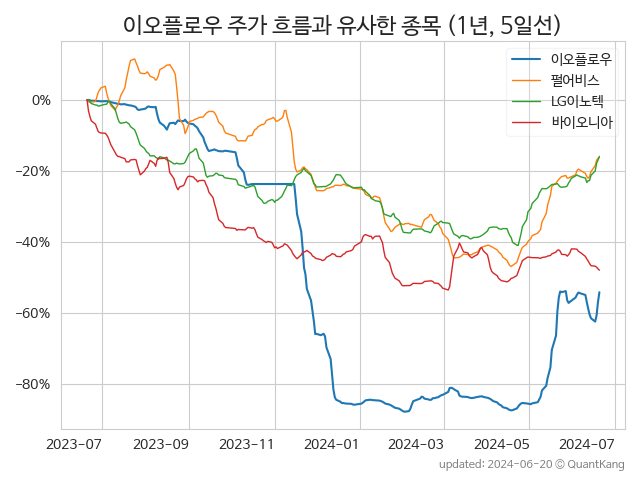 이오플로우 주가 흐름과 유사한 종목 (1년, 5일선)
이오플로우
펄어비스
LG이노텍
바이오니아
0%
−20%
−40%
−60%
−80%
2023−07
2023−09
2023−11
2024−01
2024−03
2024−05
2024−07
updated: 2024−06−20 © QuantKang